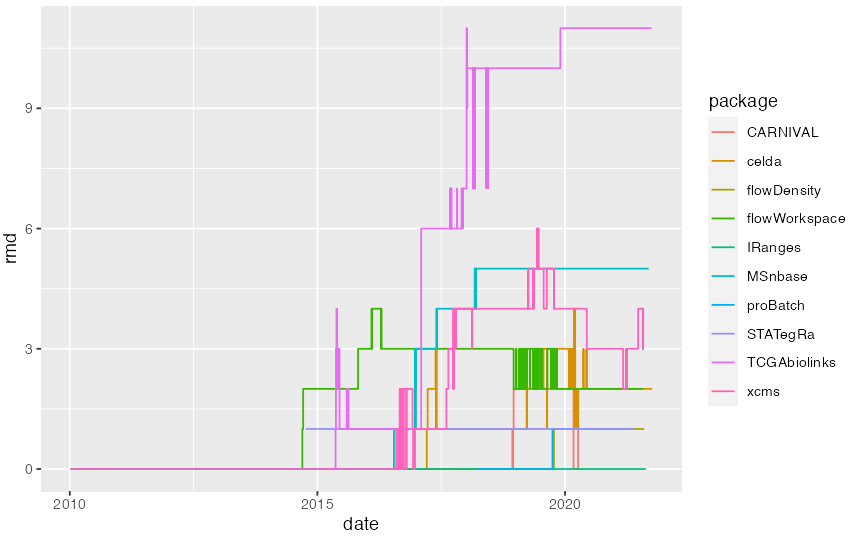 rmd
9
6
3
0
2010
2015
2020
date
package
CARNIVAL
celda
flowDensity
flowWorkspace
IRanges
MSnbase
proBatch
STATegRa
TCGAbiolinks
xcms